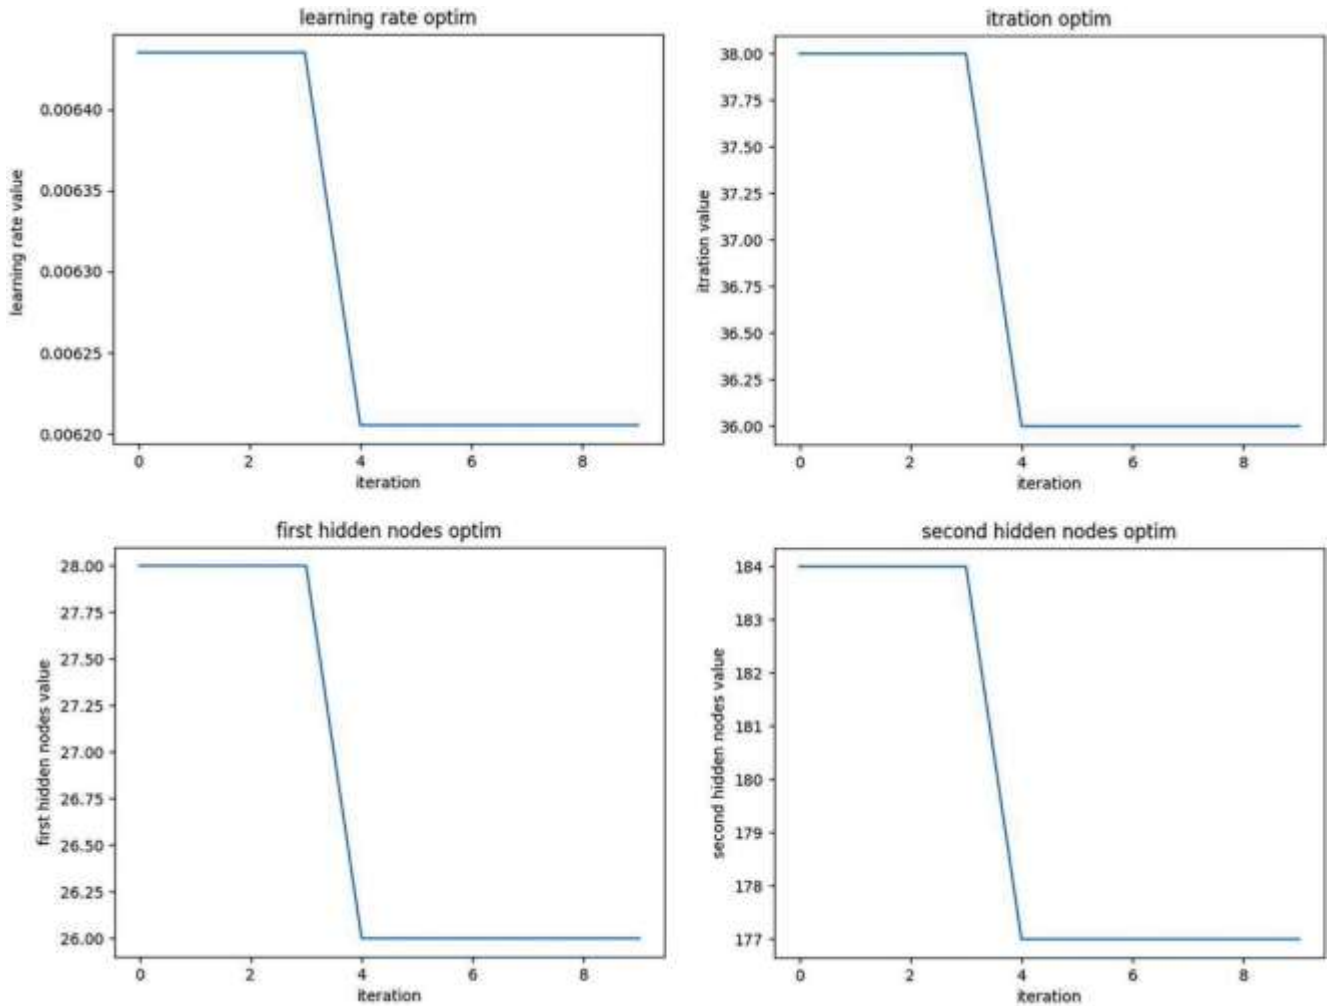 learning rate optim
0.00640
0.00635
0.00630
0.00625
0.00620
learning rate value
0 2 4 6 8
iteration
itration optim
38.00
37.75
37.50
37.25
37.00
36.75
36.50
36.25
36.00
itration value
0 2 4 6 8
iteration
first hidden nodes optim
28.00
27.75
27.50
27.25
27.00
26.75
26.50
26.25
26.00
first hidden nodes value
0 2 4 6 8
iteration
second hidden nodes optim
184
183
182
181
180
179
178
177
second hidden nodes value
0 2 4 6 8
iteration